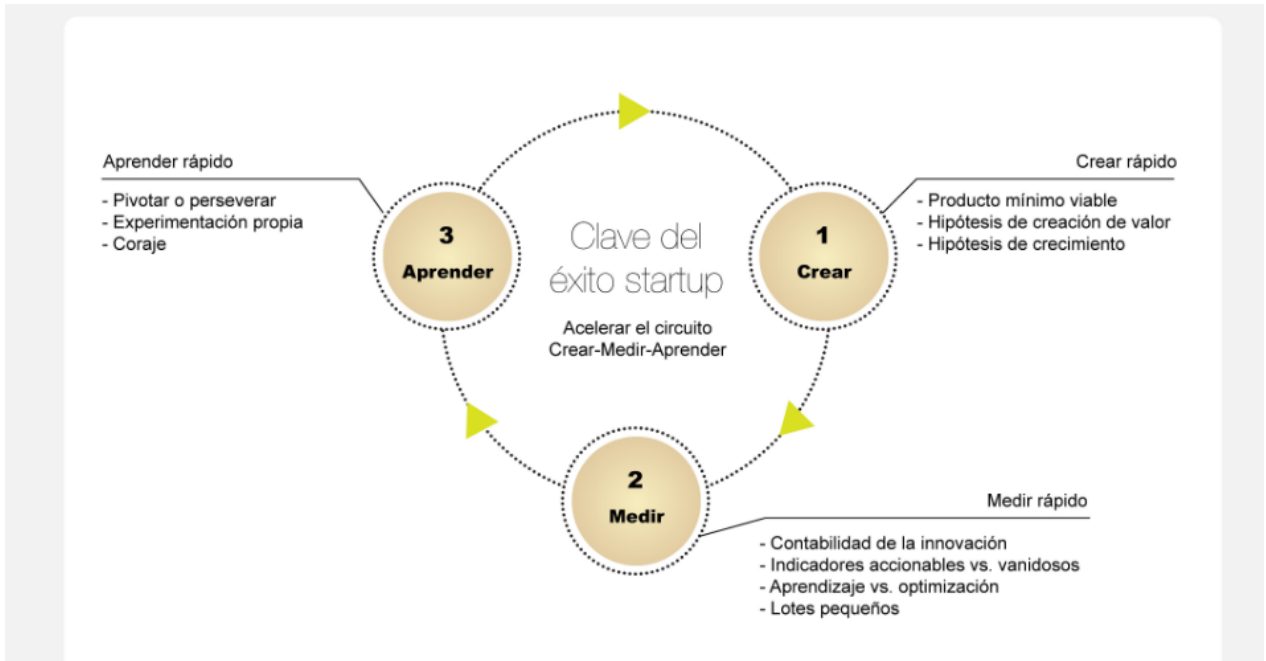 Clave del
éxito startup
Acelerar el circuito
Crear-Medir-Aprender
1
Crear
Crear rápido
- Producto mínimo viable
- Hipótesis de creación de valor
- Hipótesis de crecimiento
2
Medir
Medir rápido
- Contabilidad de la innovación
- Indicadores accionables vs. vanidosos
- Aprendizaje vs. optimización
- Lotes pequeños
3
Aprender
Aprender rápido
- Pivotar o perseverar
- Experimentación propia
- Coraje